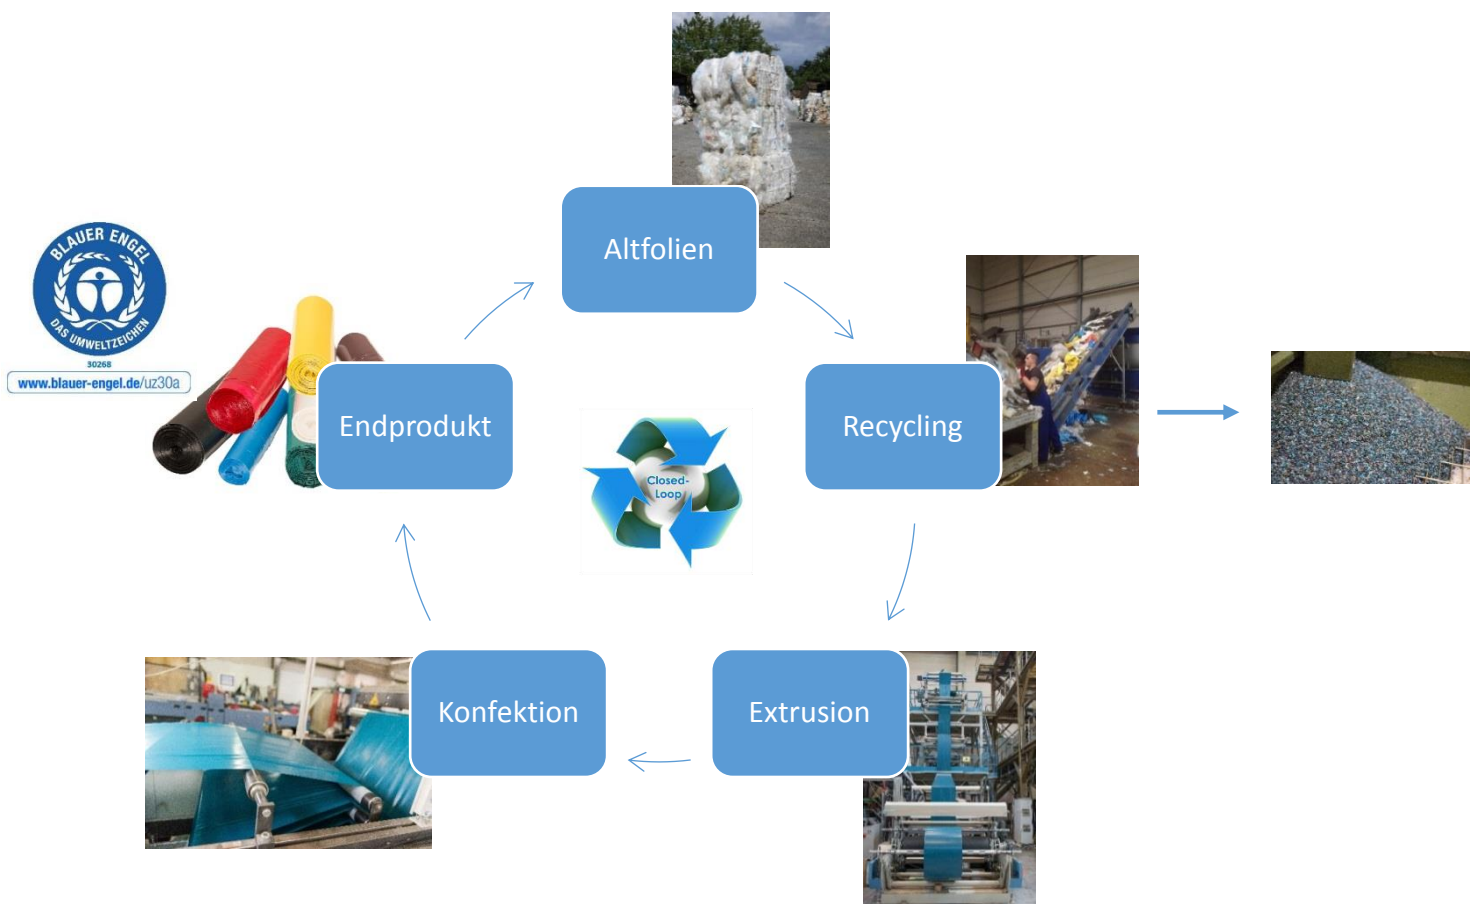 Altfolien
BLAUER ENGEL
DAS UMWELTZEICHEN
30268
www.blauer-engel.de/uz30a
Endprodukt
Recycling
Closed-
Loop
Konfektion
Extrusion